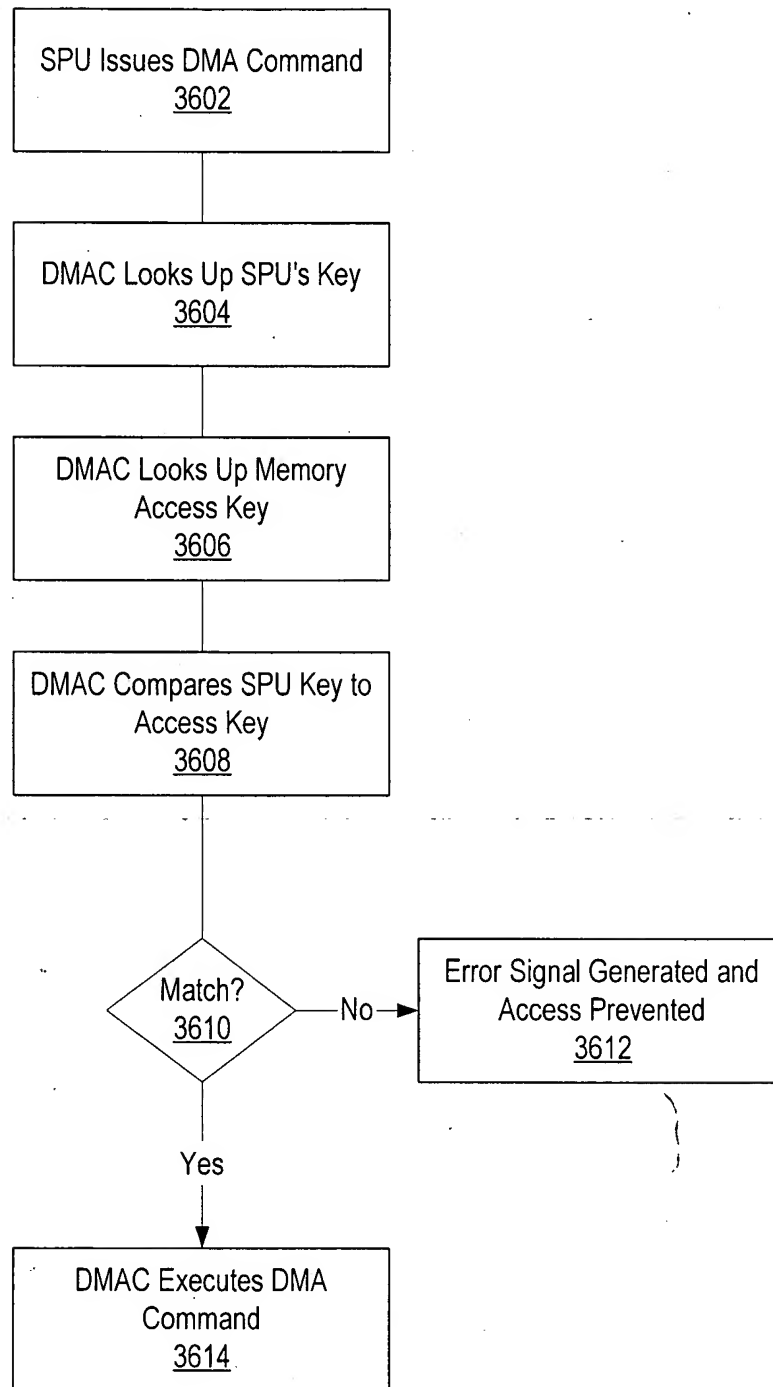 SPU Issues DMA Command
3602
DMAC Looks Up SPU's Key
3604
DMAC Looks Up Memory
Access Key
3606
DMAC Compares SPU Key to
Access Key
3608
Match?
3610
No
Error Signal Generated and
Access Prevented
3612
Yes
DMAC Executes DMA
Command
3614